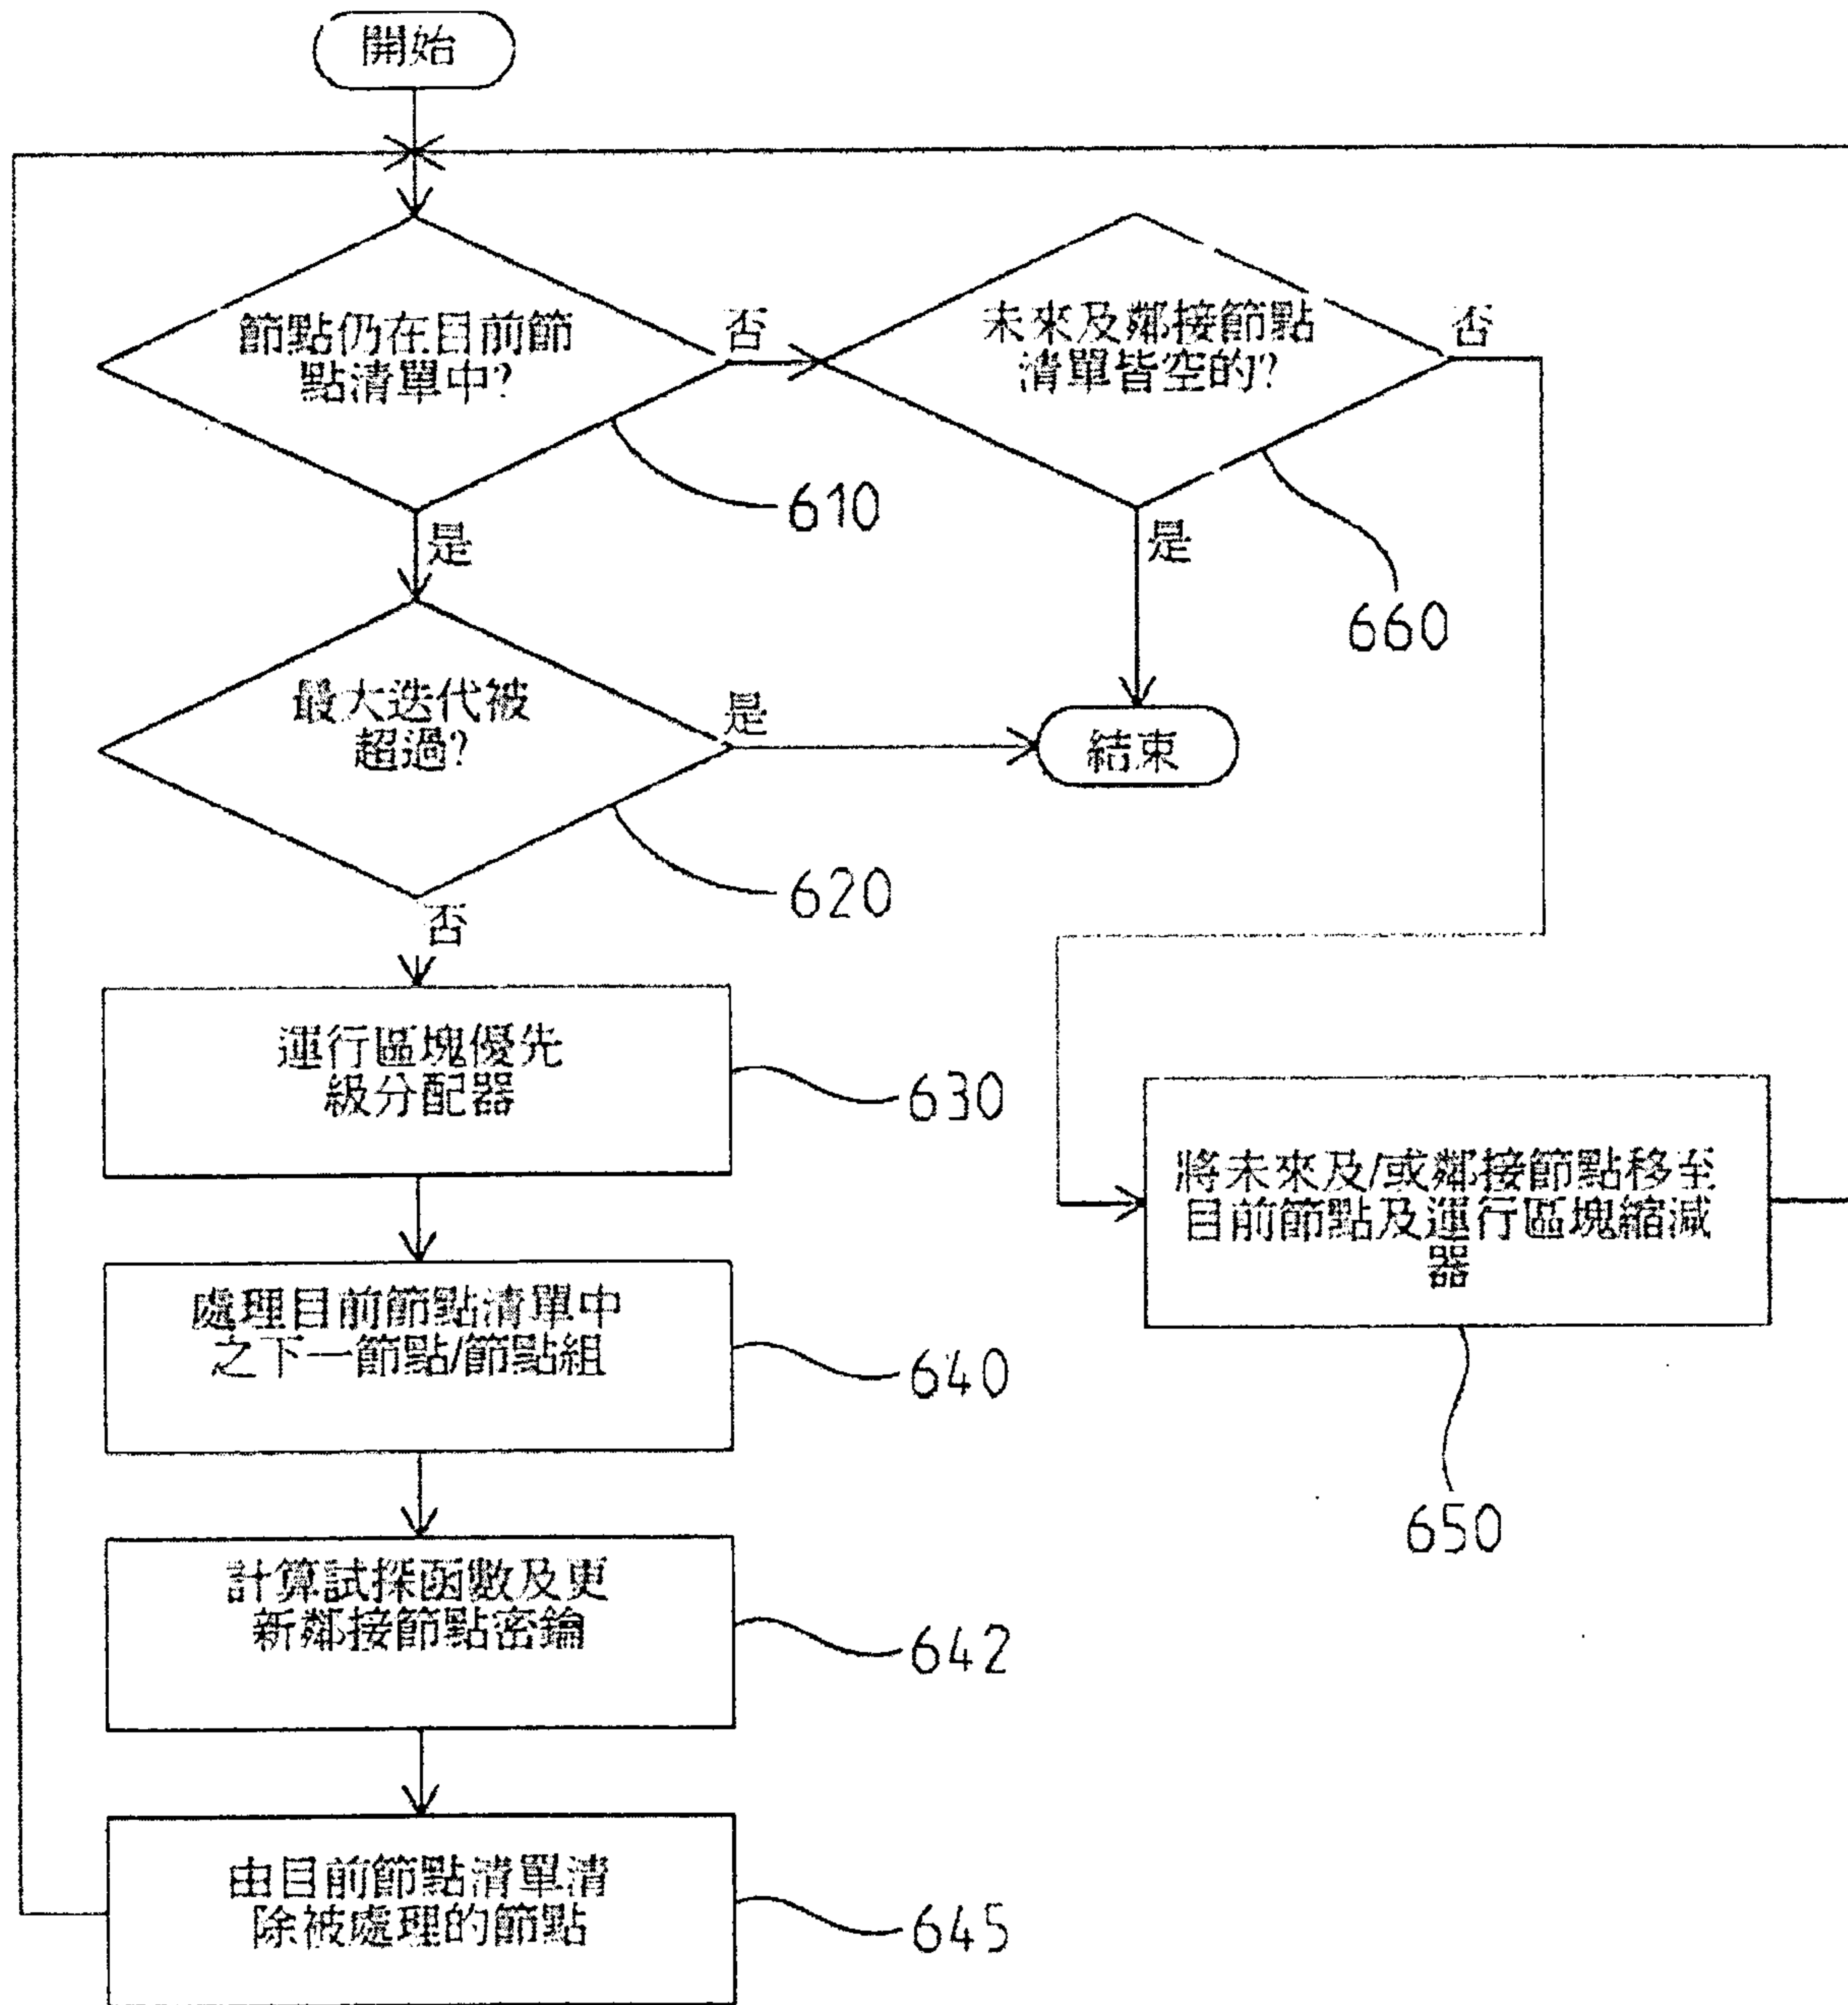 開始
節點仍在目前節
點清單中?
否
610
是
未來及鄰接節點
清單皆空的?
否
660
是
最大迭代被
超過?
是
結束
620
否
運行區塊優先
級分配器
630
處理目前節點清單中
之下一節點/節點組
640
將未來及/或鄰接節點移至
目前節點及運行區塊縮減
器
650
計算試探函數及更
新鄰接節點密鑰
642
由目前節點清單清
除被處理的節點
645